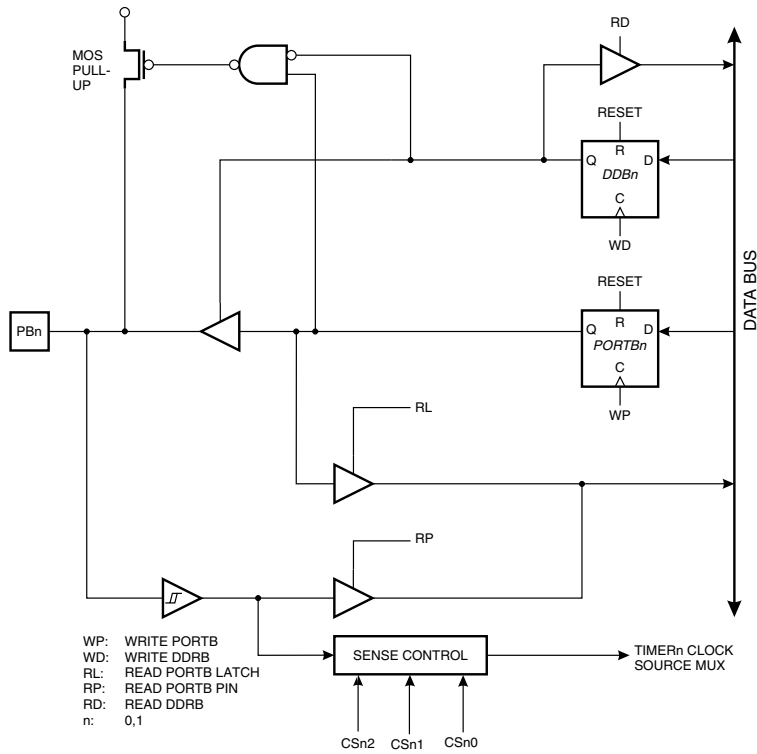 RD
MOS
PULL-
UP
RESET
R
Q
D
DDBn
C
WD
RESET
R
Q
D
PORTBn
C
WP
PBn
DATA BUS
RL
RP
WP: WRITE PORTB
WD: WRITE DDRB
RL: READ PORTB LATCH
RP: READ PORTB PIN
RD: READ DDRB
n: 0,1
SENSE CONTROL
TIMERn CLOCK
SOURCE MUX
CSn2
CSn1
CSn0